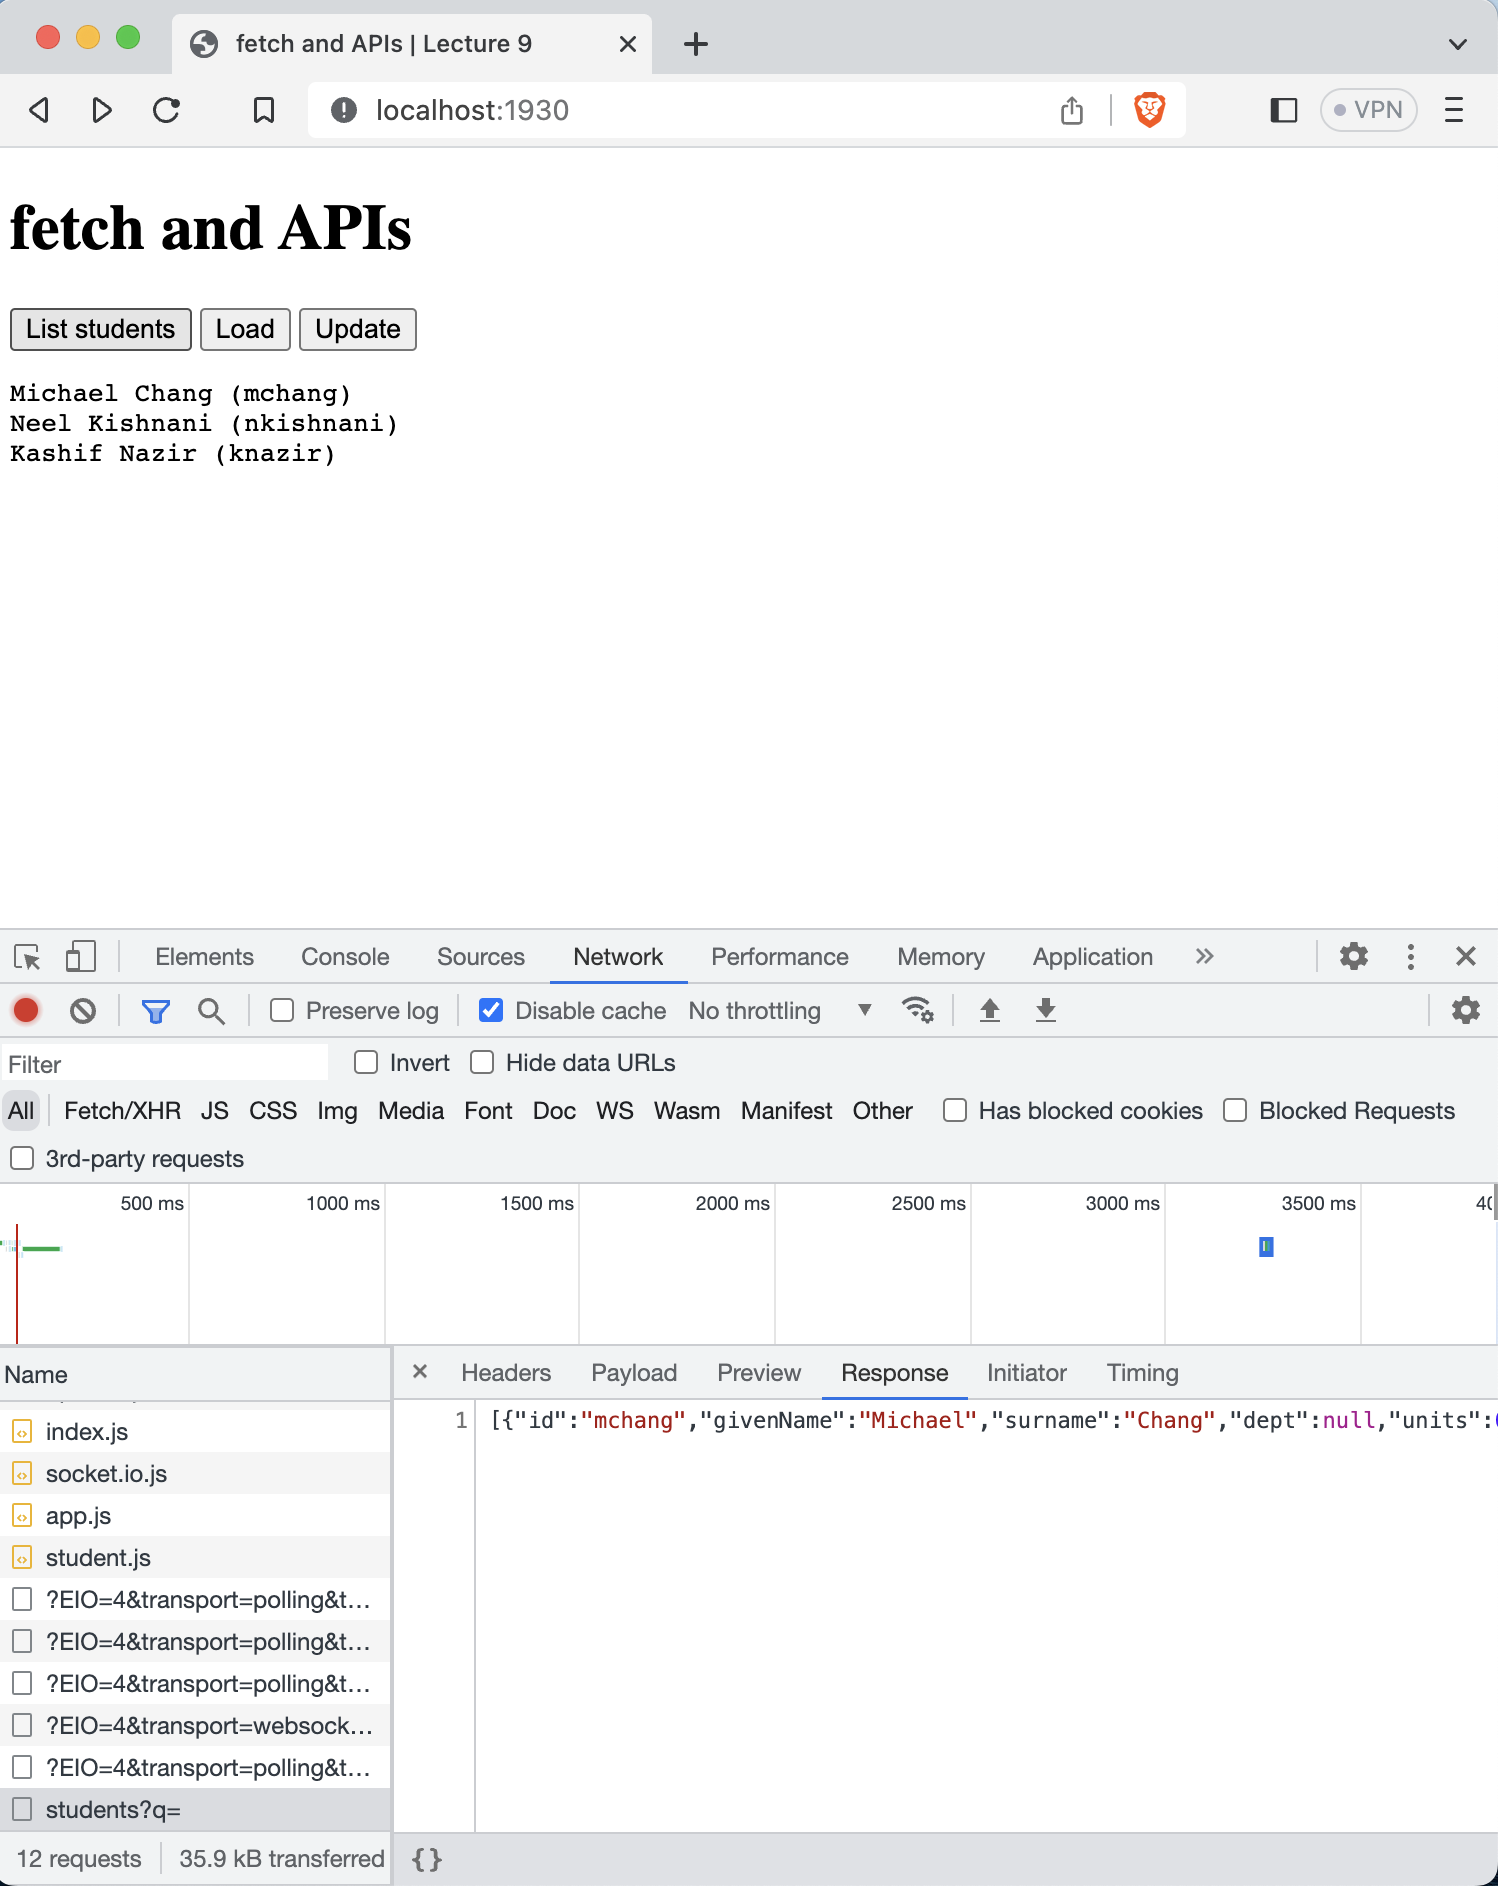 fetch and APIs | Lecture 9
localhost:1930
VPN
fetch and APIs
List students Load Update
Michael Chang (mchang)
Neel Kishnani (nkishnani)
Kashif Nazir (knazir)
Elements Console Sources Network Performance Memory Application
Preserve log Disable cache No throttling
Filter Invert Hide data URLs
All Fetch/XHR JS CSS Img Media Font Doc WS Wasm Manifest Other Has blocked cookies Blocked Requests
3rd-party requests
500 ms 1000 ms 1500 ms 2000 ms 2500 ms 3000 ms 3500 ms
Name
Headers Payload Preview Response Initiator Timing
1 [{"id":"mchang","givenName":"Michael","surname":"Chang","dept":null,"units":
index.js
socket.io.js
app.js
student.js
?EIO=4&transport=polling&t…
?EIO=4&transport=polling&t…
?EIO=4&transport=polling&t…
?EIO=4&transport=websock…
?EIO=4&transport=polling&t…
students?q=
12 requests 35.9 kB transferred {}